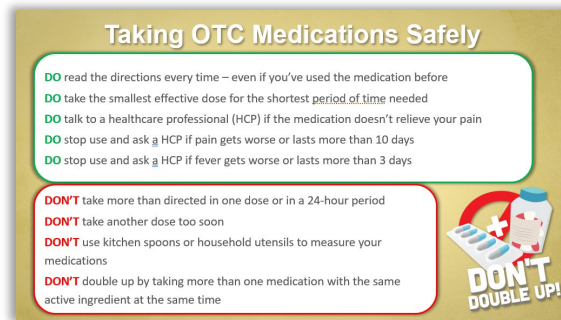 Taking OTC Medications Safely
DO read the directions every time – even if you've used the medication before
DO take the smallest effective dose for the shortest period of time needed
DO talk to a healthcare professional (HCP) if the medication doesn't relieve your pain
DO stop use and ask a HCP if pain gets worse or lasts more than 10 days
DO stop use and ask a HCP if fever gets worse or lasts more than 3 days
DON'T take more than directed in one dose or in a 24-hour period
DON'T take another dose too soon
DON'T use kitchen spoons or household utensils to measure your
medications
DON'T double up by taking more than one medication with the same
active ingredient at the same time
DON'T
DOUBLE UP!